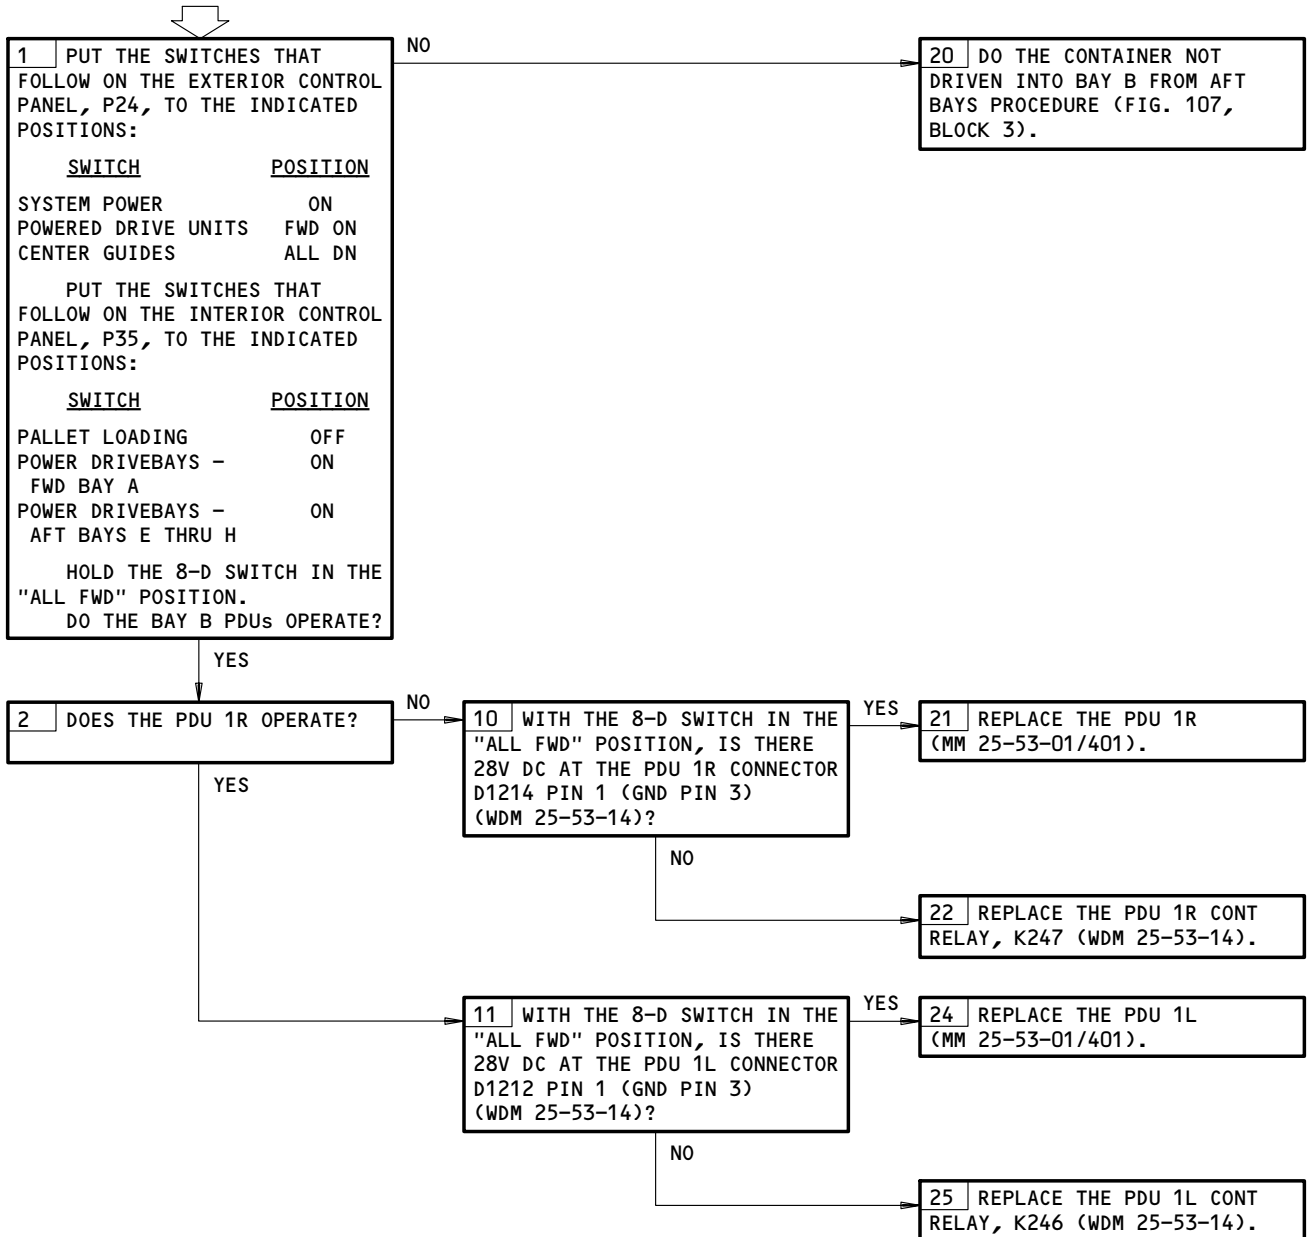 1 PUT THE SWITCHES THAT
FOLLOW ON THE EXTERIOR CONTROL
PANEL, P24, TO THE INDICATED
POSITIONS:
SWITCH POSITION
SYSTEM POWER ON
POWERED DRIVE UNITS FWD ON
CENTER GUIDES ALL DN
PUT THE SWITCHES THAT
FOLLOW ON THE INTERIOR CONTROL
PANEL, P35, TO THE INDICATED
POSITIONS:
SWITCH POSITION
PALLET LOADING OFF
POWER DRIVEBAYS – ON
FWD BAY A
POWER DRIVEBAYS – ON
AFT BAYS E THRU H
HOLD THE 8–D SWITCH IN THE
"ALL FWD" POSITION.
DO THE BAY B PDUs OPERATE?
NO
20 DO THE CONTAINER NOT
DRIVEN INTO BAY B FROM AFT
BAYS PROCEDURE (FIG. 107,
BLOCK 3).
YES
2 DOES THE PDU 1R OPERATE?
NO
10 WITH THE 8–D SWITCH IN THE
"ALL FWD" POSITION, IS THERE
28V DC AT THE PDU 1R CONNECTOR
D1214 PIN 1 (GND PIN 3)
(WDM 25–53–14)?
YES
21 REPLACE THE PDU 1R
(MM 25–53–01/401).
NO
22 REPLACE THE PDU 1R CONT
RELAY, K247 (WDM 25–53–14).
YES
11 WITH THE 8–D SWITCH IN THE
"ALL FWD" POSITION, IS THERE
28V DC AT THE PDU 1L CONNECTOR
D1212 PIN 1 (GND PIN 3)
(WDM 25–53–14)?
YES
24 REPLACE THE PDU 1L
(MM 25–53–01/401).
NO
25 REPLACE THE PDU 1L CONT
RELAY, K246 (WDM 25–53–14).